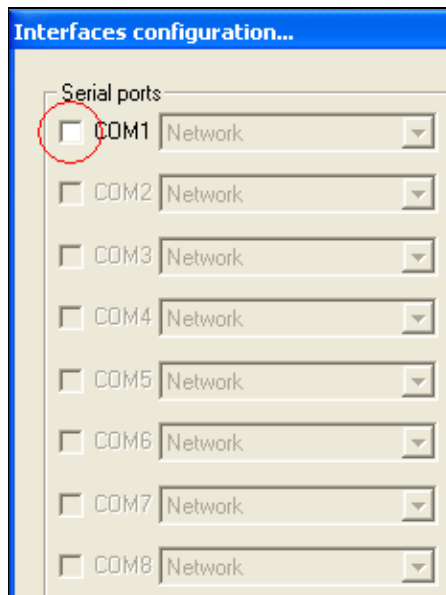 Interfaces configuration...
Serial ports
COM1 Network
COM2 Network
COM3 Network
COM4 Network
COM5 Network
COM6 Network
COM7 Network
COM8 Network